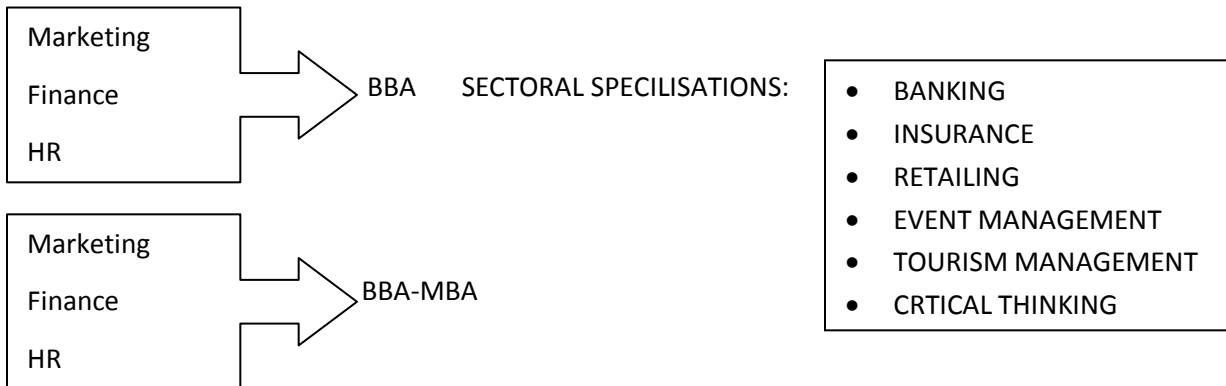 Marketing
Finance
HR
BBA SECTORAL SPECILISATIONS:
• BANKING
• INSURANCE
• RETAILING
• EVENT MANAGEMENT
• TOURISM MANAGEMENT
• CRTICAL THINKING
Marketing
Finance
HR
BBA-MBA